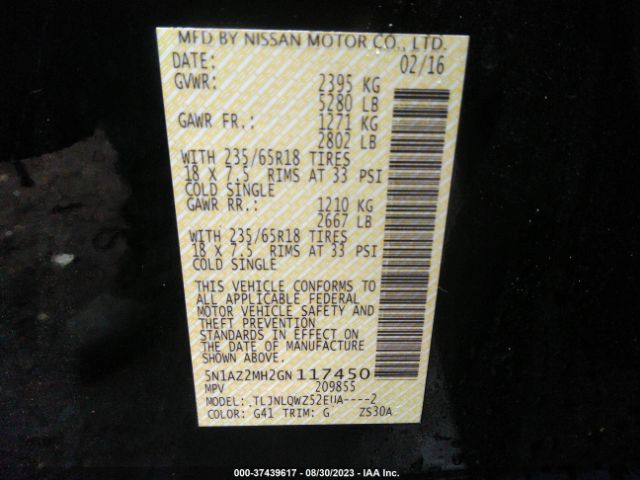 MFD BY NISSAN MOTOR CO., LTD.
DATE: 02/16
GVWR: 2395 KG
5280 LB
GAWR FR.: 1271 KG
2802 LB
WITH 235/65R18 TIRES
18 X 7.5 RIMS AT 33 PSI
COLD SINGLE
GAWR RR.: 1210 KG
2667 LB
WITH 235/65R18 TIRES
18 X 7.5 RIMS AT 33 PSI
COLD SINGLE
THIS VEHICLE CONFORMS TO
ALL APPLICABLE FEDERAL
MOTOR VEHICLE SAFETY AND
THEFT PREVENTION
STANDARDS IN EFFECT ON
THE DATE OF MANUFACTURE
SHOWN ABOVE.
5N1AZ2MH2GN 117450
MPV 209855
MODEL: TLJNLQWZ52EUA----2
COLOR: G41 TRIM: G ZS30A
000-37439617 - 08/30/2023 - IAA Inc.